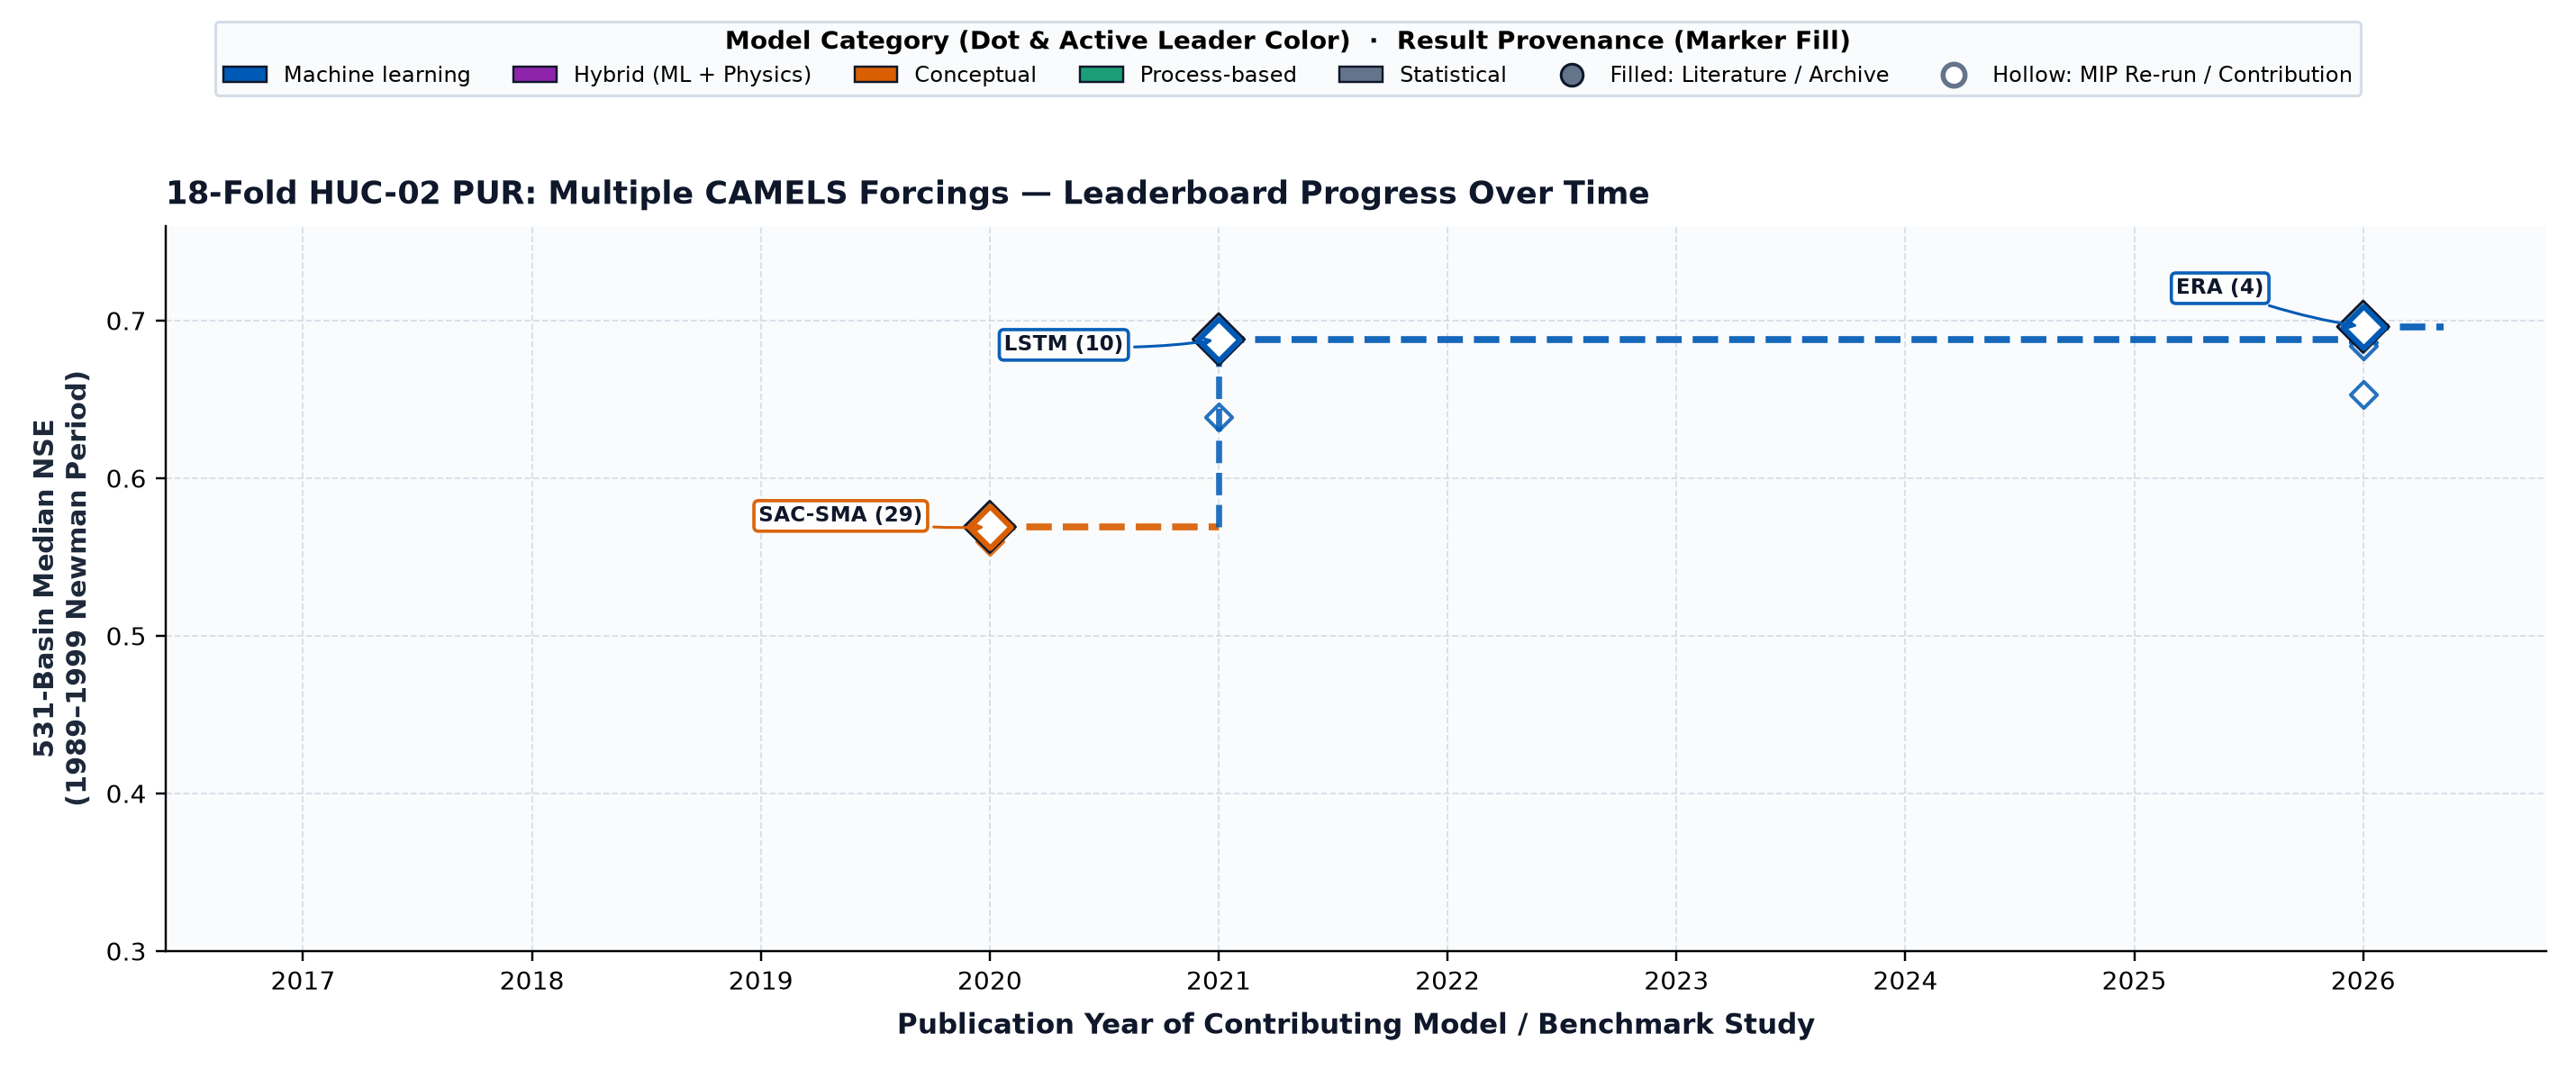 Model Category (Dot & Active Leader Color)  ·  Result Provenance (Marker Fill)
Machine learning
Hybrid (ML + Physics)
Conceptual
Process-based
Statistical
Filled: Literature / Archive
Hollow: MIP Re-run / Contribution
18-Fold HUC-02 PUR: Multiple CAMELS Forcings — Leaderboard Progress Over Time
531-Basin Median NSE
(1989–1999 Newman Period)
0.7
0.6
0.5
0.4
0.3
SAC-SMA (29)
LSTM (10)
ERA (4)
2017
2018
2019
2020
2021
2022
2023
2024
2025
2026
Publication Year of Contributing Model / Benchmark Study